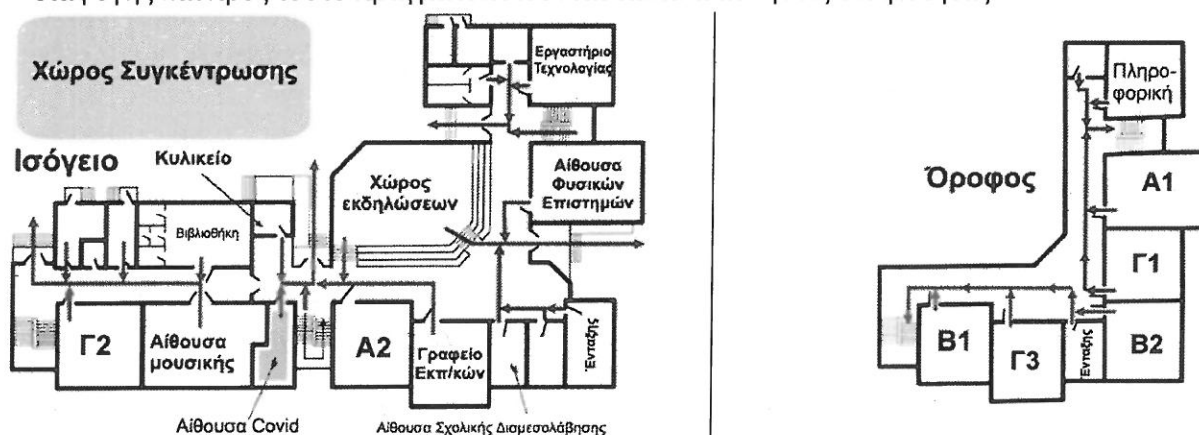 Χώρος Συγκέντρωσης
Ισόγειο
Κυλικείο
Βιβλιοθήκη
Χώρος
εκδηλώσεων
Εργαστήριο
Τεχνολογίας
Αίθουσα
Φυσικών
Επιστημών
Γ2
Αίθουσα
μουσικής
Α2
Γραφείο
Εκπ/κών
Ένταξης
Αίθουσα Covid
Αίθουσα Σχολικής Διαμεσολάβησης
Όροφος
Πληρο-
φορική
Α1
Γ1
Β1
Γ3
Ένταξης
Β2